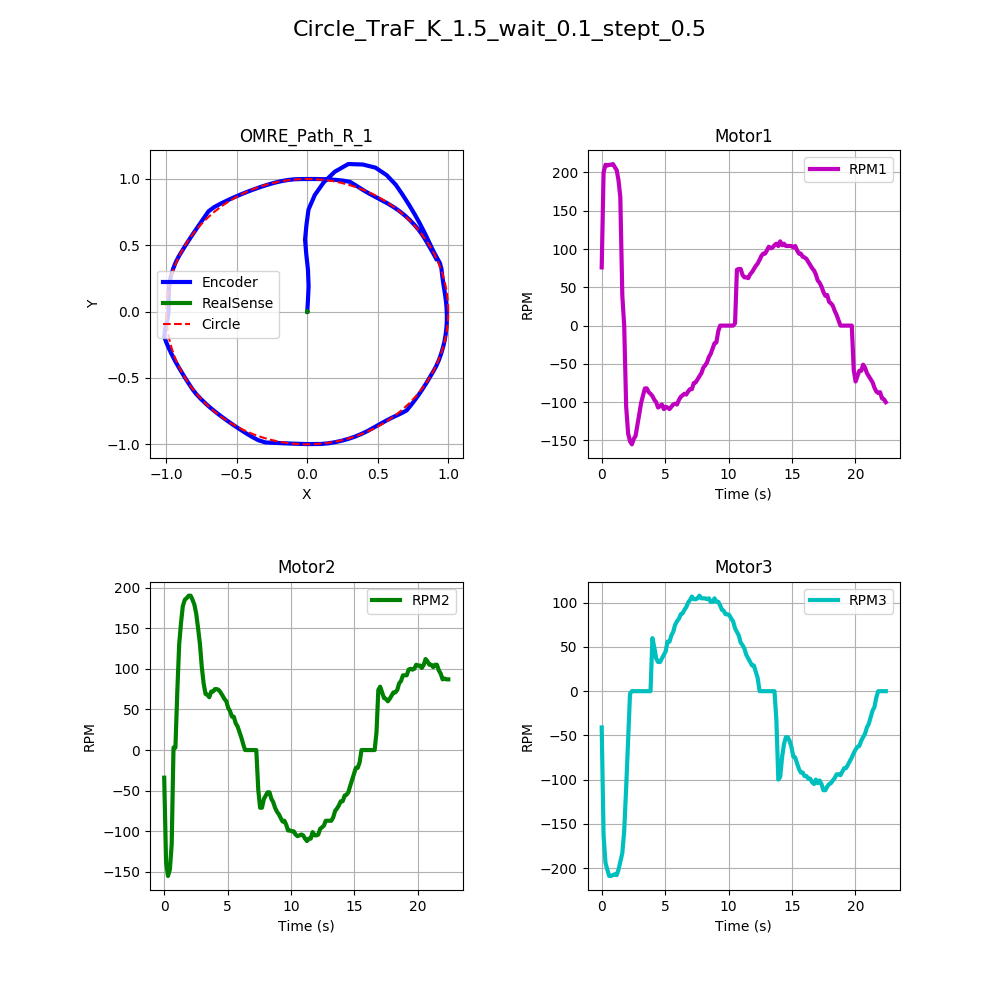 Circle_TraF_K_1.5_wait_0.1_stept_0.5
OMRE_Path_R_1
1.0
0.5
0.0
−0.5
−1.0
Y
Encoder
RealSense
Circle
−1.0 −0.5 0.0 0.5 1.0
X
Motor1
200
150
100
50
0
−50
−100
−150
RPM
RPM1
0 5 10 15 20
Time (s)
Motor2
200
150
100
50
0
−50
−100
−150
RPM
RPM2
0 5 10 15 20
Time (s)
Motor3
100
50
0
−50
−100
−150
−200
RPM
RPM3
0 5 10 15 20
Time (s)